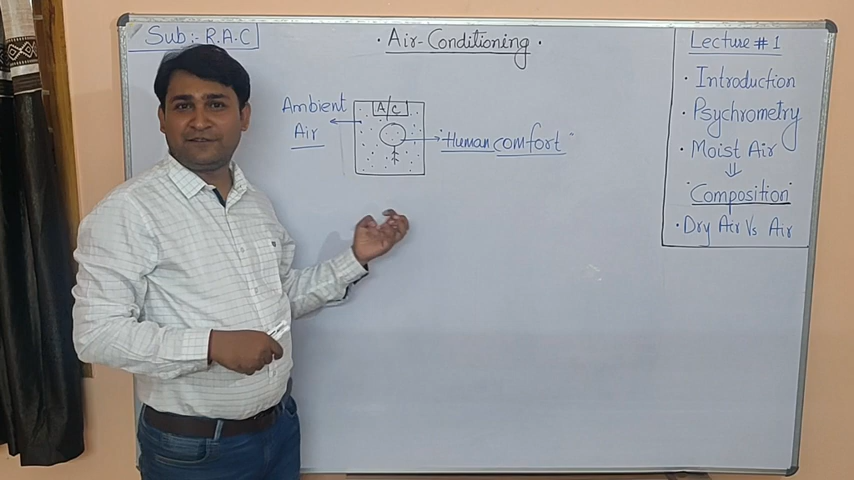 Sub:- R.A.C
· Air-Conditioning ·
Ambient
Air
A/C
"Human comfort"
Lecture # 1
· Introduction
· Psychrometry
· Moist Air
"Composition"
· Dry Air Vs Air